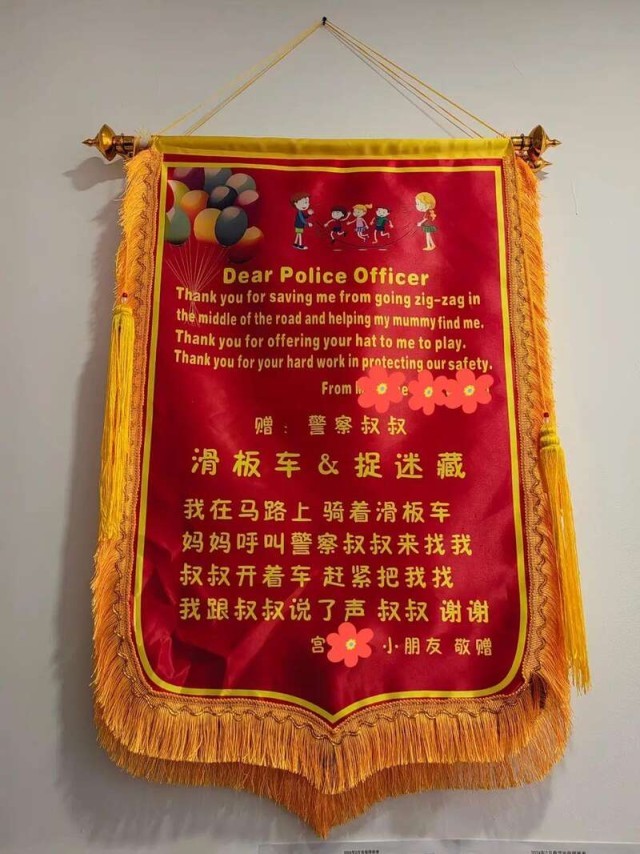 Dear Police Officer
Thank you for saving me from going zig-zag in
the middle of the road and helping my mummy find me.
Thank you for offering your hat to me to play.
Thank you for your hard work in protecting our safety.
From
赠：警察叔叔
滑板车 & 捉迷藏
我在马路上 骑着滑板车
妈妈呼叫警察叔叔来找我
叔叔开着车 赶紧把我找
我跟叔叔说了声 叔叔 谢谢
宫 小朋友 敬赠